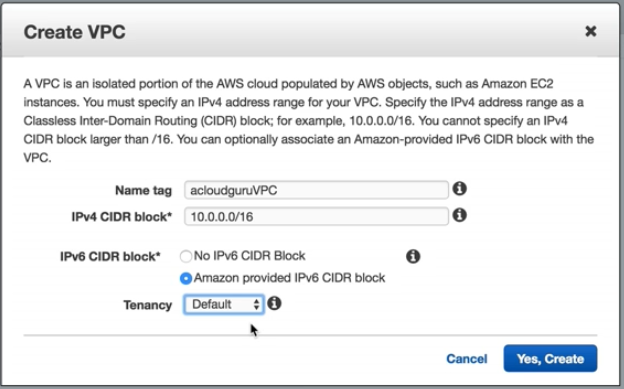 Create VPC
A VPC is an isolated portion of the AWS cloud populated by AWS objects, such as Amazon EC2
instances. You must specify an IPv4 address range for your VPC. Specify the IPv4 address range as a
Classless Inter-Domain Routing (CIDR) block; for example, 10.0.0.0/16. You cannot specify an IPv4
CIDR block larger than /16. You can optionally associate an Amazon-provided IPv6 CIDR block with the
VPC.
Name tag acloudguruVPC
IPv4 CIDR block* 10.0.0.0/16
IPv6 CIDR block* No IPv6 CIDR Block
Amazon provided IPv6 CIDR block
Tenancy Default
Cancel Yes, Create